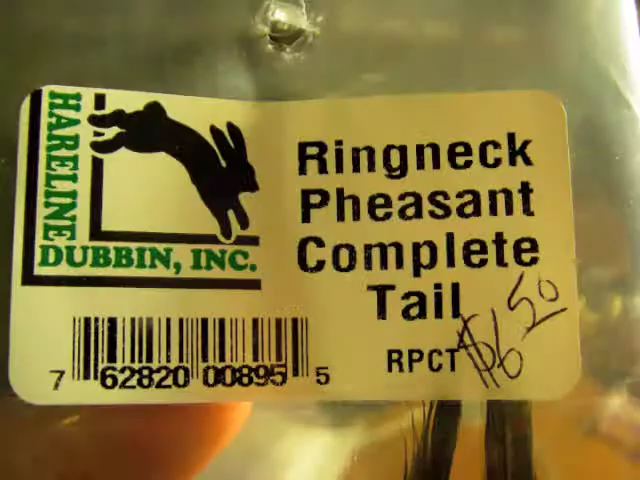 HARELINE
DUBBIN, INC.
Ringneck
Pheasant
Complete
Tail
RPCT $6 50
7 62820 00895 5